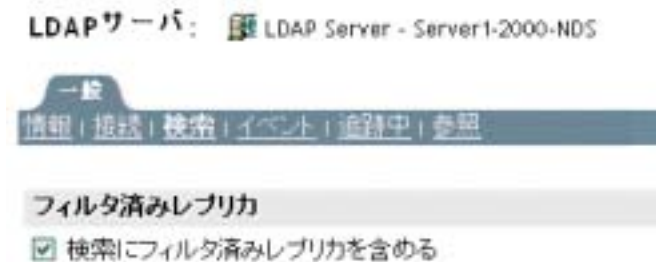 LDAPサーバ: LDAP Server - Server1-2000-NDS
一般
情報 | 接続 | 検索 | イベント | 追跡中 | 参照
フィルタ済みレプリカ
検索にフィルタ済みレプリカを含める